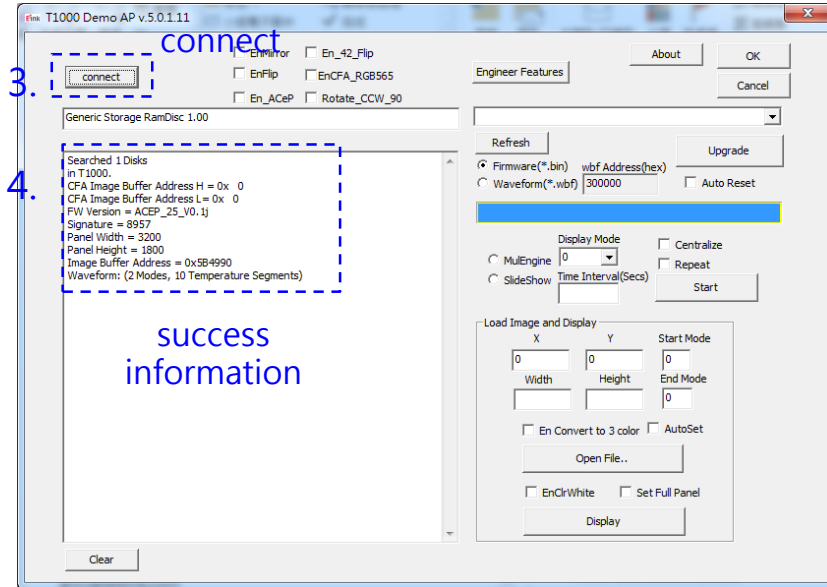 Eink T1000 Demo AP v.5.0.1.11
connect
3.
connect
EnMirror
En_42_Flip
EnFlip
EnCFA_RGB565
En_ACeP
Rotate_CCW_90
Generic Storage RamDisc 1.00
4.
Searched 1 Disks
in T1000.
CFA Image Buffer Address H = 0x   0
CFA Image Buffer Address L= 0x   0
FW Version = ACEP_25_V0.1j
Signature = 8957
Panel Width = 3200
Panel Height = 1800
Image Buffer Address = 0x5B4990
Waveform: (2 Modes, 10 Temperature Segments)
success
information
Clear
About
OK
Engineer Features
Cancel
Refresh
Upgrade
Firmware(*.bin)
wbf Address(hex)
Waveform(*.wbf)
300000
Auto Reset
Display Mode
MulEngine
0
Centralize
Repeat
SlideShow
Time Interval(Secs)
Start
Load Image and Display
X
Y
Start Mode
0
0
0
Width
Height
End Mode
0
En Convert to 3 color
AutoSet
Open File..
EnClrWhite
Set Full Panel
Display